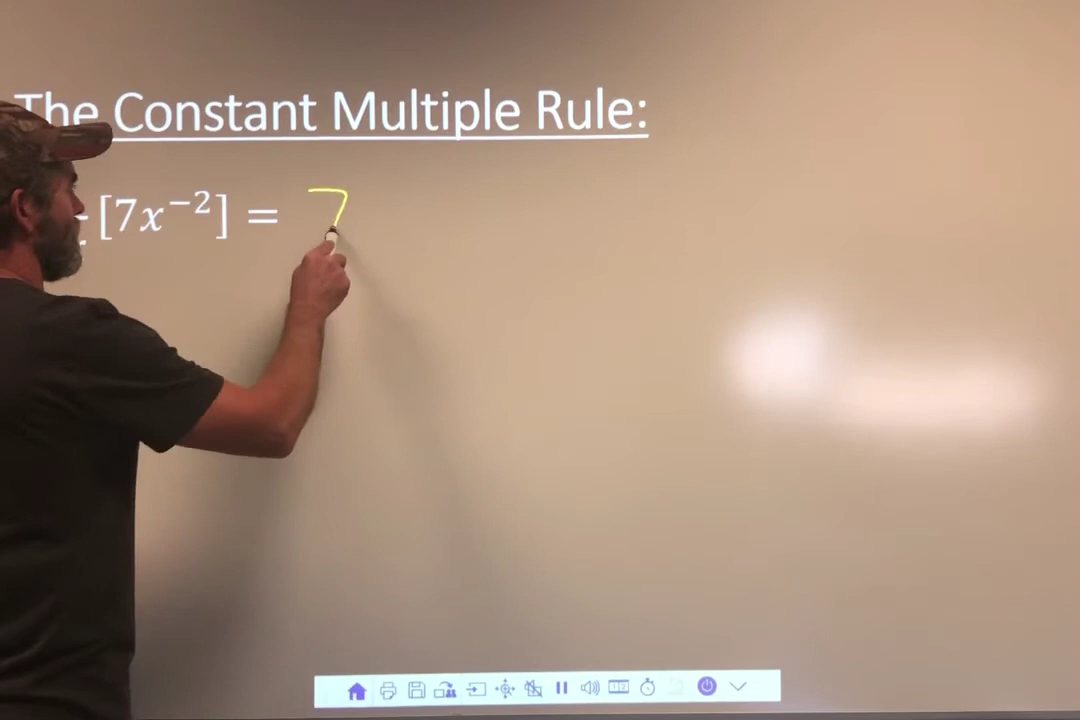 The Constant Multiple Rule:
[7x⁻²] = 7